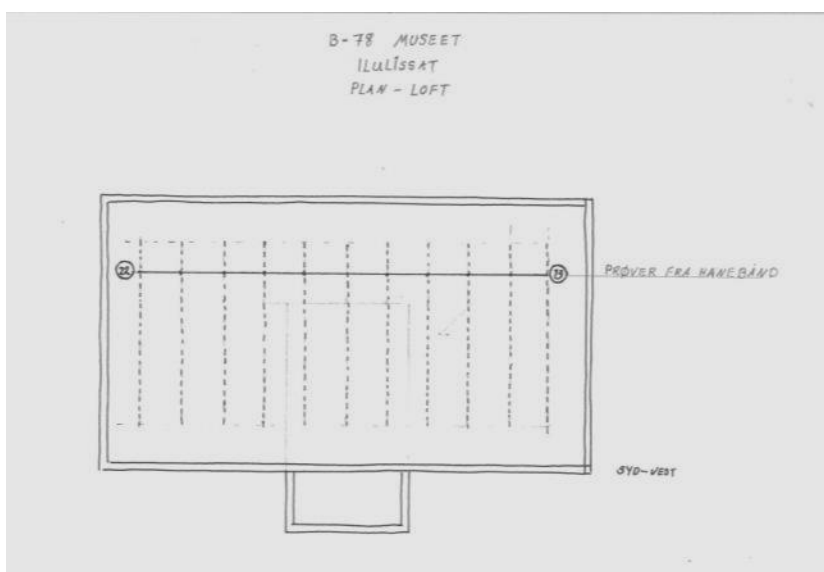 B-78 MUSEET
ILULISSAT
PLAN - LOFT
22
PRØVER FRA HANEBÅND
SYD-VEST